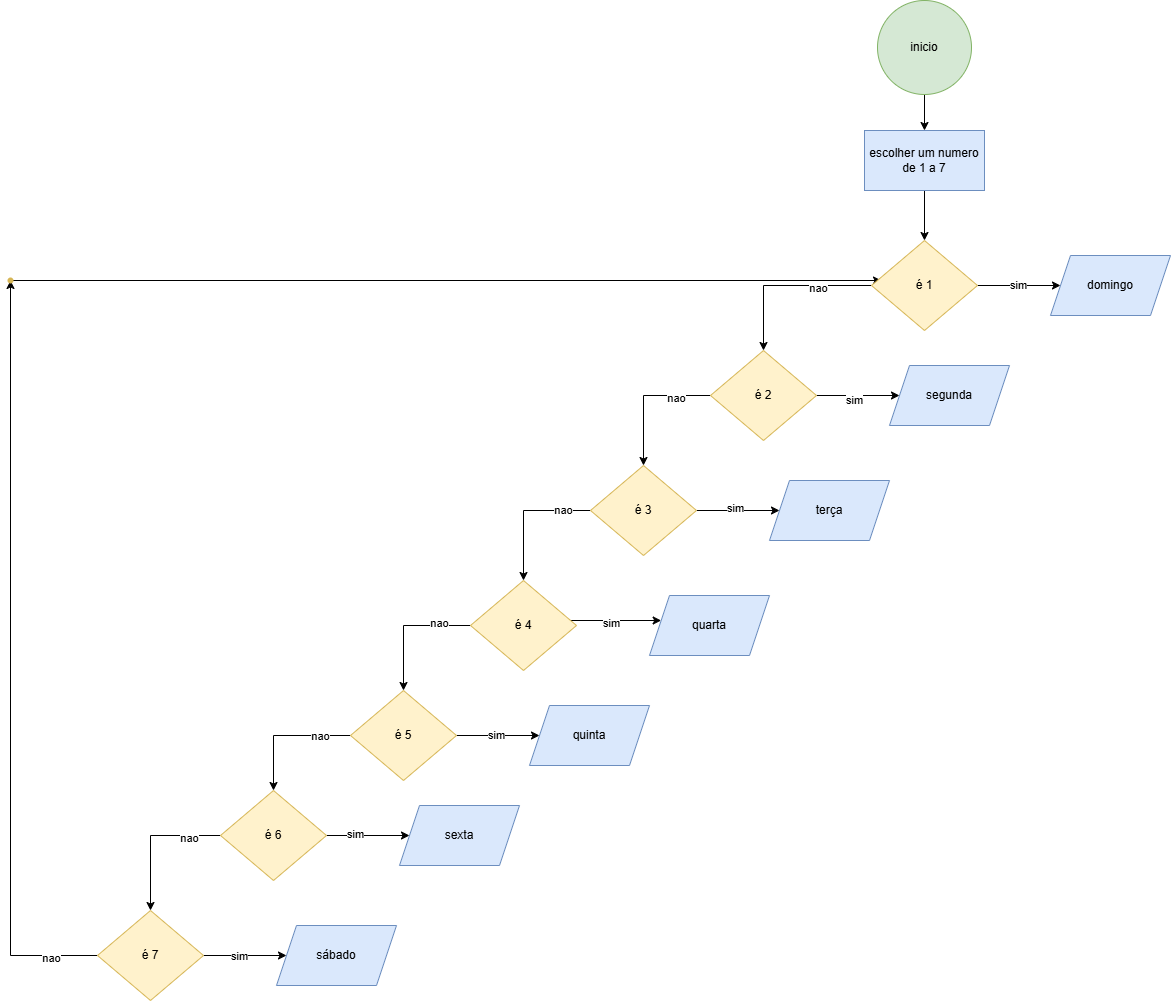 inicio
escolher um numero
de 1 a 7
é 1
sim
domingo
nao
é 2
sim
segunda
nao
é 3
sim
terça
nao
é 4
sim
quarta
nao
é 5
sim
quinta
nao
é 6
sim
sexta
nao
é 7
sim
sábado
nao